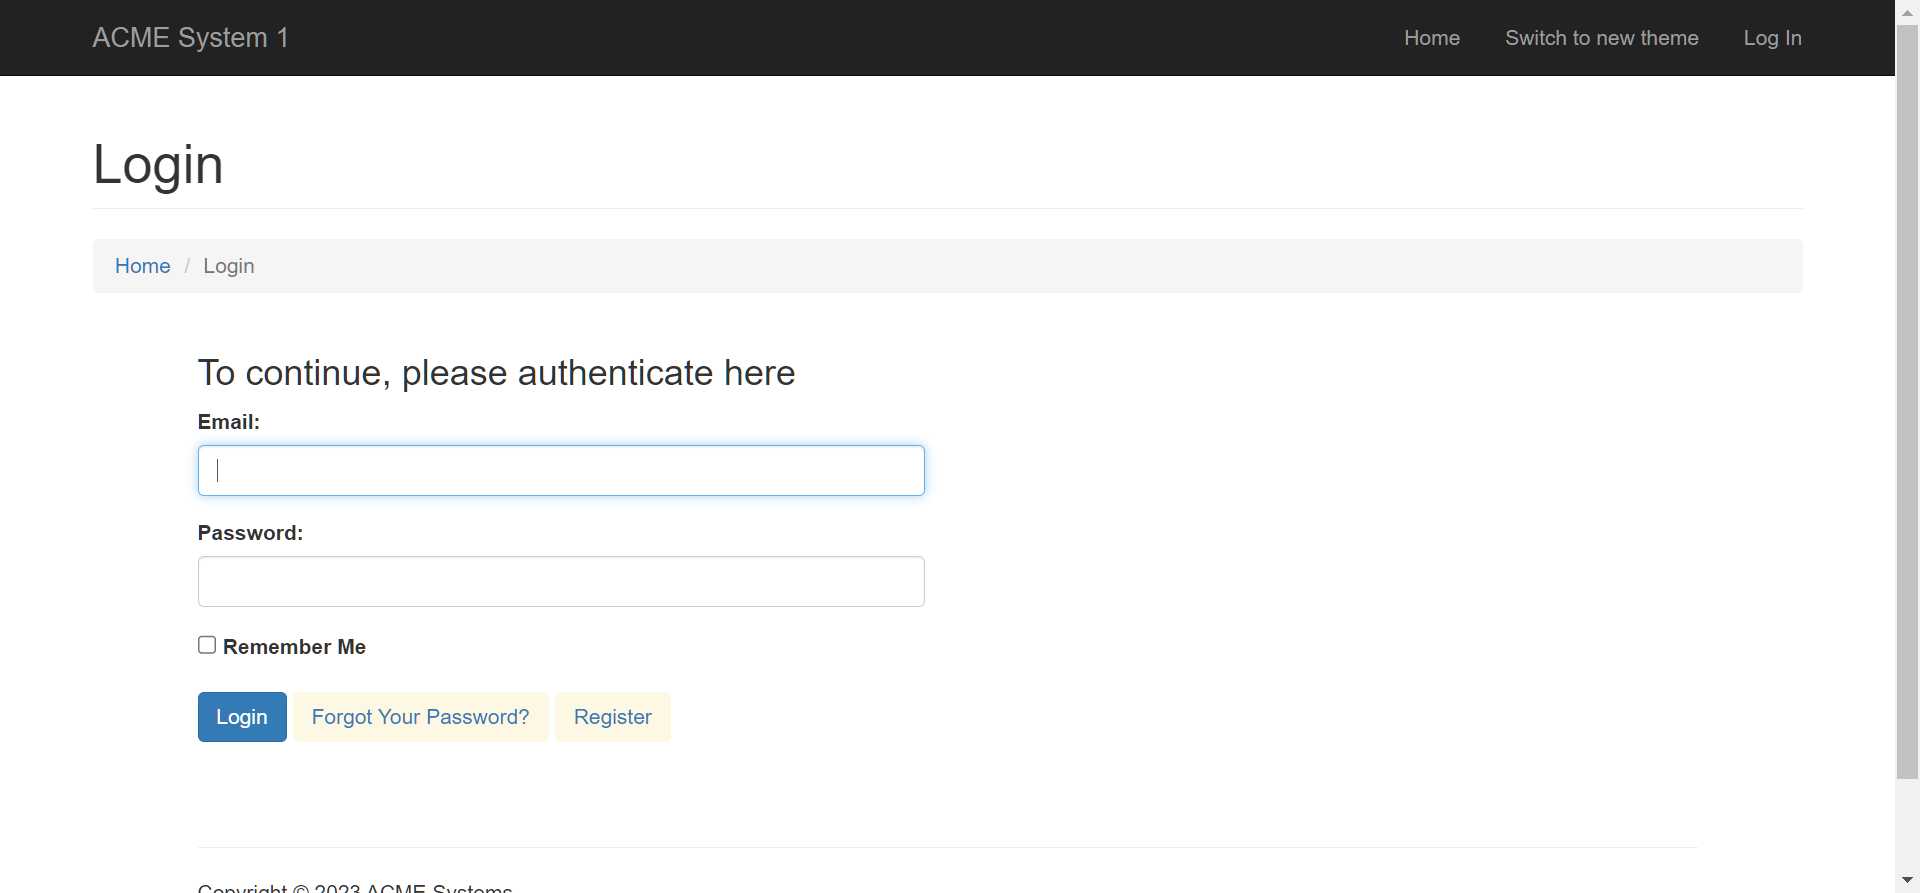 ACME System 1
Home
Switch to new theme
Log In
Login
Home / Login
To continue, please authenticate here
Email:
Password:
Remember Me
Login
Forgot Your Password?
Register
Copyright © 2023 ACME Systems